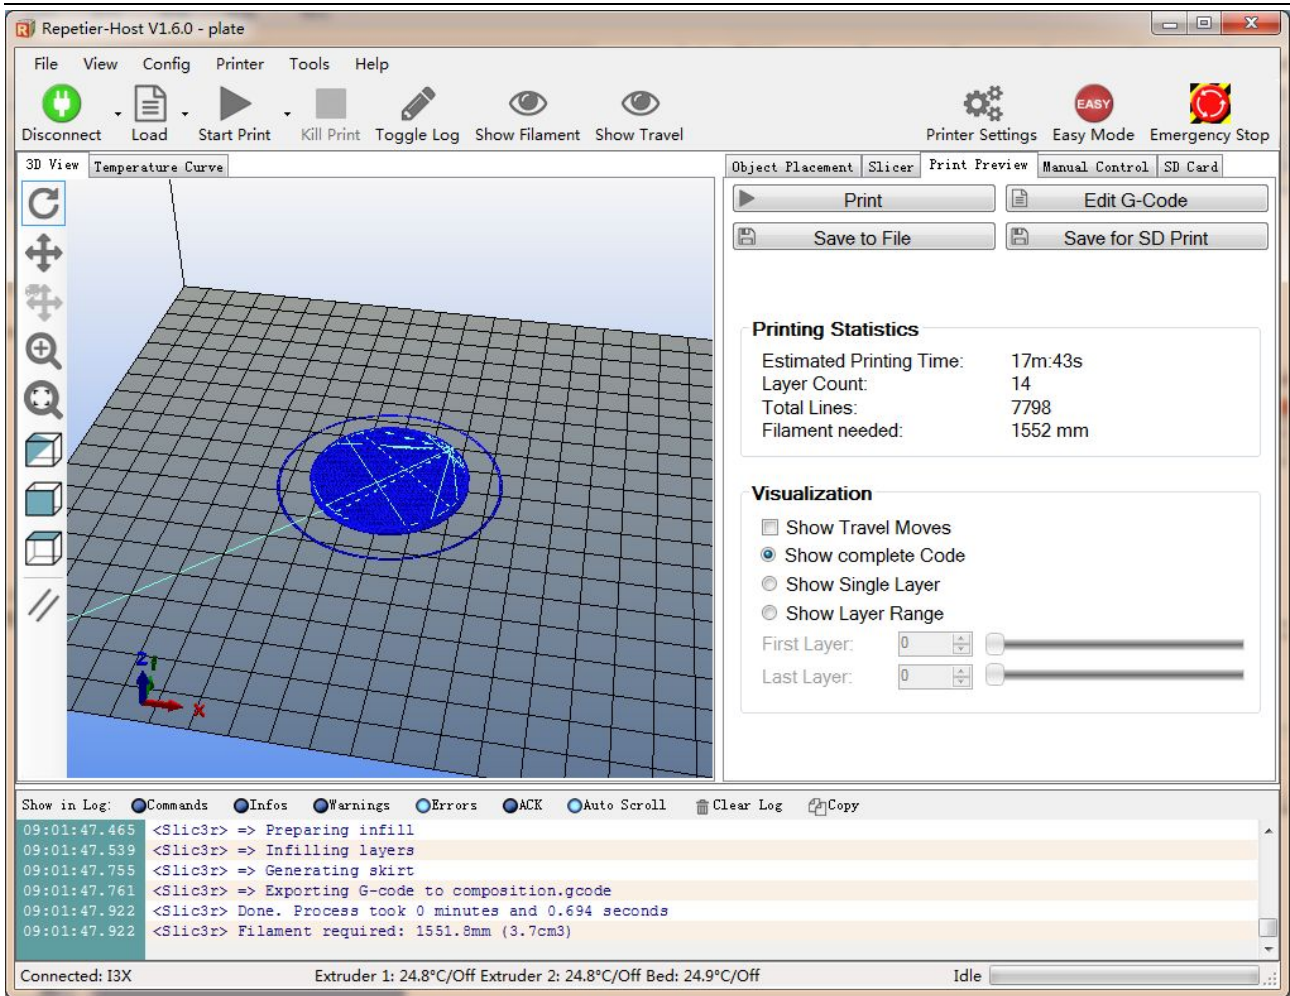 Repetier-Host V1.6.0 - plate
File View Config Printer Tools Help
Disconnect Load Start Print Kill Print Toggle Log Show Filament Show Travel Printer Settings Easy Mode Emergency Stop
EASY
3D View Temperature Curve
Object Placement Slicer Print Preview Manual Control SD Card
Print Edit G-Code
Save to File Save for SD Print
Printing Statistics
Estimated Printing Time: 17m:43s
Layer Count: 14
Total Lines: 7798
Filament needed: 1552 mm
Visualization
Show Travel Moves
Show complete Code
Show Single Layer
Show Layer Range
First Layer: 0
Last Layer: 0
Z
X
Show in Log: Commands Infos Warnings Errors ACK Auto Scroll Clear Log Copy
09:01:47.465 <Slic3r> => Preparing infill
09:01:47.539 <Slic3r> => Infilling layers
09:01:47.755 <Slic3r> => Generating skirt
09:01:47.761 <Slic3r> => Exporting G-code to composition.gcode
09:01:47.922 <Slic3r> Done. Process took 0 minutes and 0.694 seconds
09:01:47.922 <Slic3r> Filament required: 1551.8mm (3.7cm3)
Connected: I3X Extruder 1: 24.8°C/Off Extruder 2: 24.8°C/Off Bed: 24.9°C/Off Idle